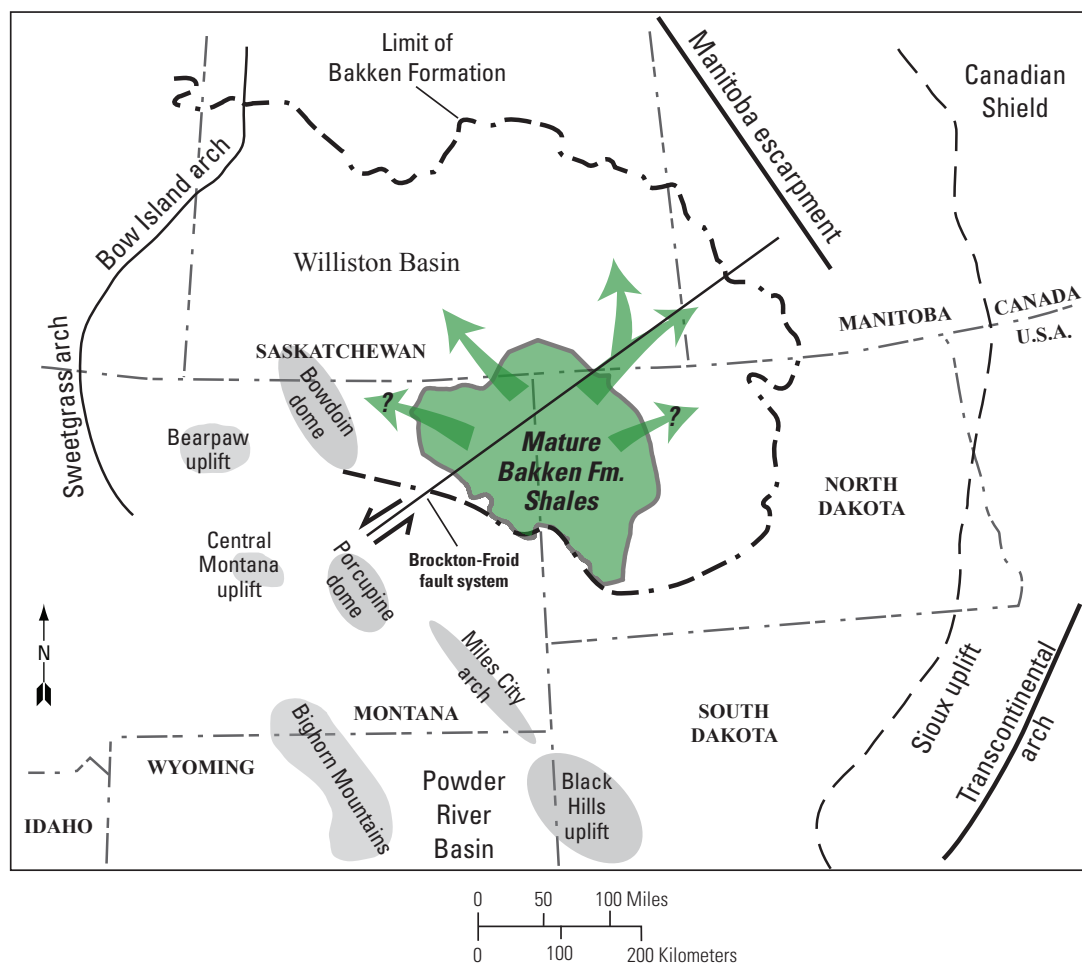 Limit of
Bakken Formation
Manitoba escarpment
Canadian
Shield
Bow Island arch
Sweetgrass arch
Williston Basin
SASKATCHEWAN
MANITOBA
CANADA
U.S.A.
Bowdoin
dome
?
?
Bearpaw
uplift
Mature
Bakken Fm.
Shales
NORTH
DAKOTA
Central
Montana
uplift
Porcupine
dome
Brockton-Froid
fault system
N
Miles City
arch
MONTANA
SOUTH
DAKOTA
Sioux uplift
Transcontinental
arch
WYOMING
Bighorn Mountains
Powder
River
Basin
Black
Hills
uplift
IDAHO
0 50 100 Miles
0 100 200 Kilometers